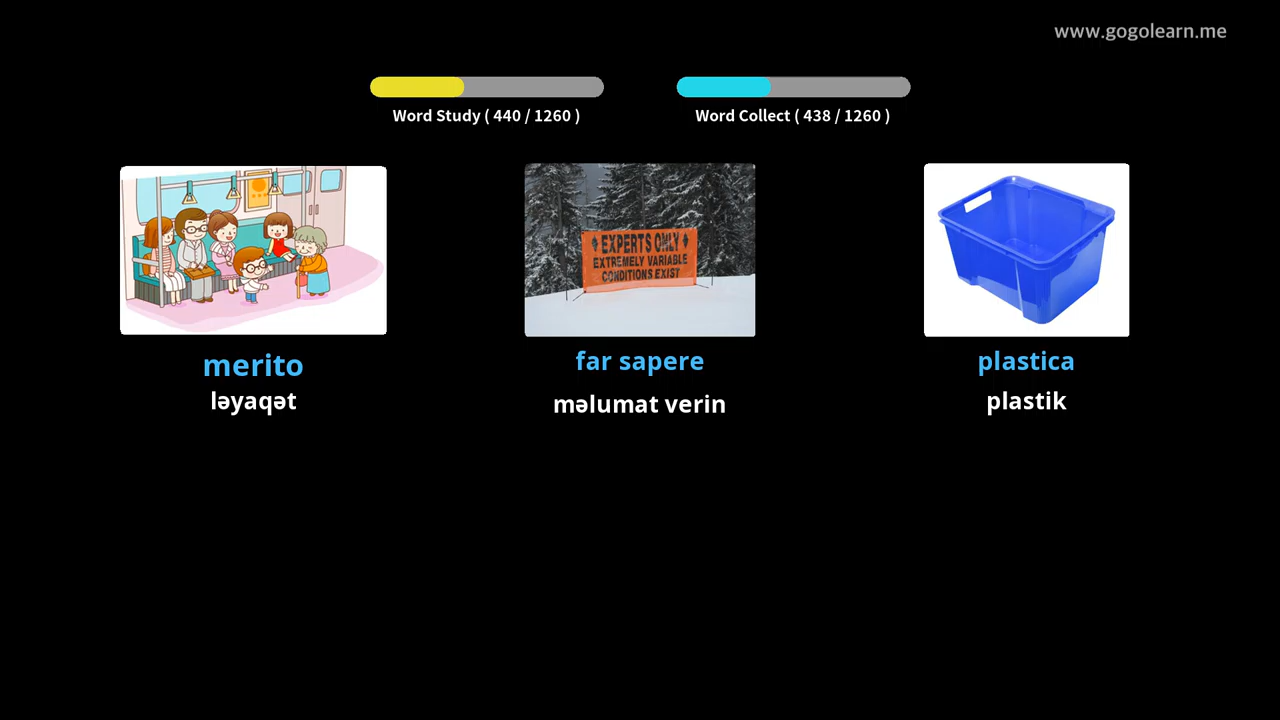 www.gogolearn.me
Word Study ( 440 / 1260 )
Word Collect ( 438 / 1260 )
EXPERTS ONLY
EXTREMELY VARIABLE
CONDITIONS EXIST
merito
ləyaqət
far sapere
məlumat verin
plastica
plastik